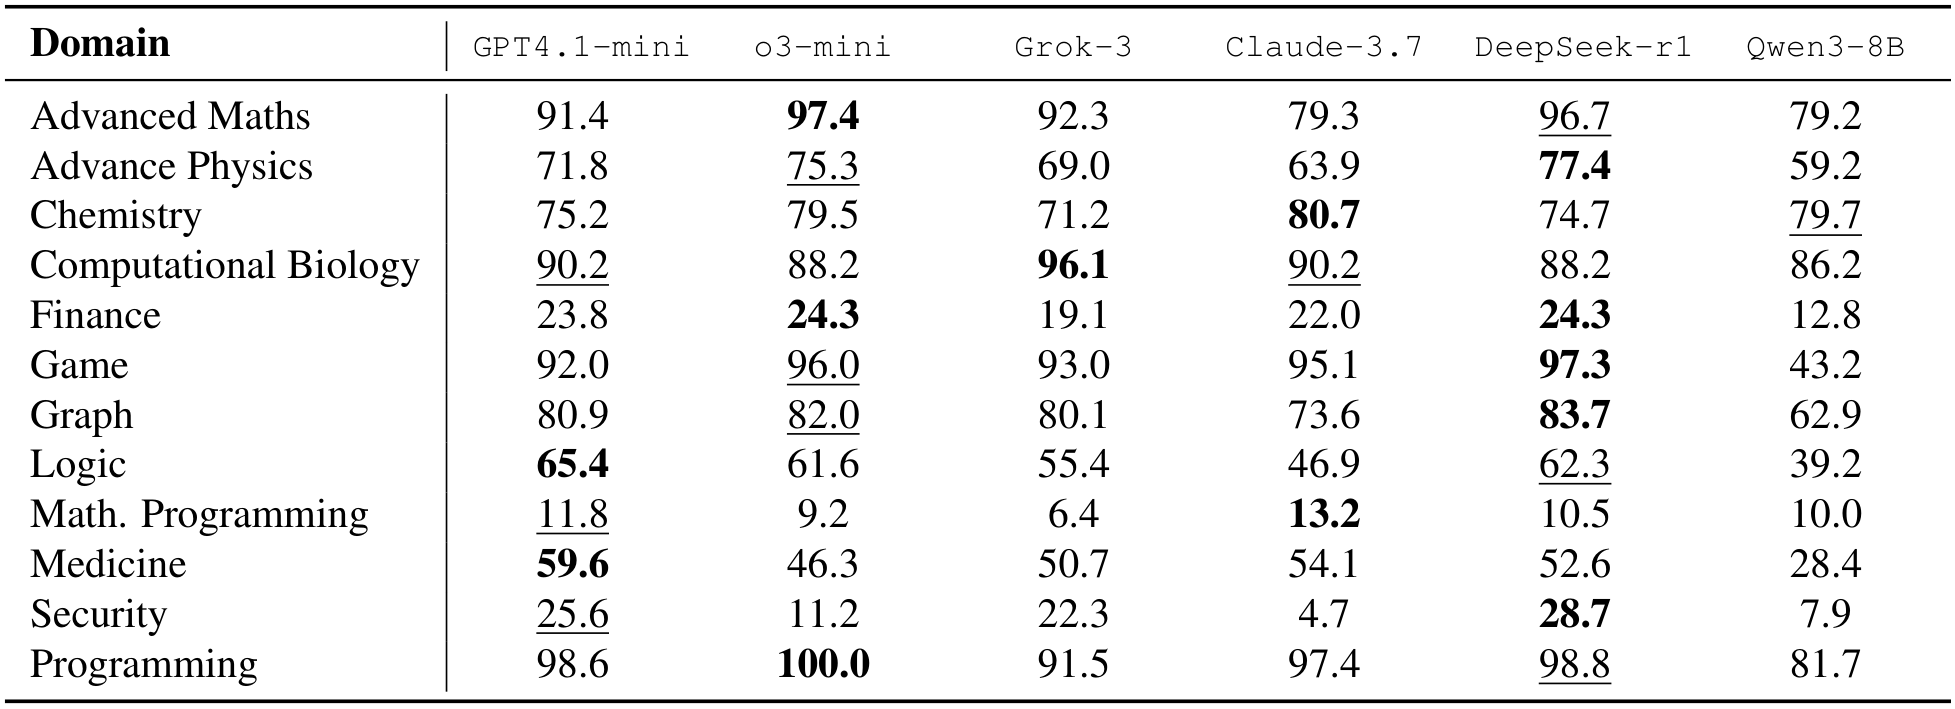 Domain GPT4.1-mini o3-mini Grok-3 Claude-3.7 DeepSeek-r1 Qwen3-8B
Advanced Maths 91.4 97.4 92.3 79.3 96.7 79.2
Advance Physics 71.8 75.3 69.0 63.9 77.4 59.2
Chemistry 75.2 79.5 71.2 80.7 74.7 79.7
Computational Biology 90.2 88.2 96.1 90.2 88.2 86.2
Finance 23.8 24.3 19.1 22.0 24.3 12.8
Game 92.0 96.0 93.0 95.1 97.3 43.2
Graph 80.9 82.0 80.1 73.6 83.7 62.9
Logic 65.4 61.6 55.4 46.9 62.3 39.2
Math. Programming 11.8 9.2 6.4 13.2 10.5 10.0
Medicine 59.6 46.3 50.7 54.1 52.6 28.4
Security 25.6 11.2 22.3 4.7 28.7 7.9
Programming 98.6 100.0 91.5 97.4 98.8 81.7